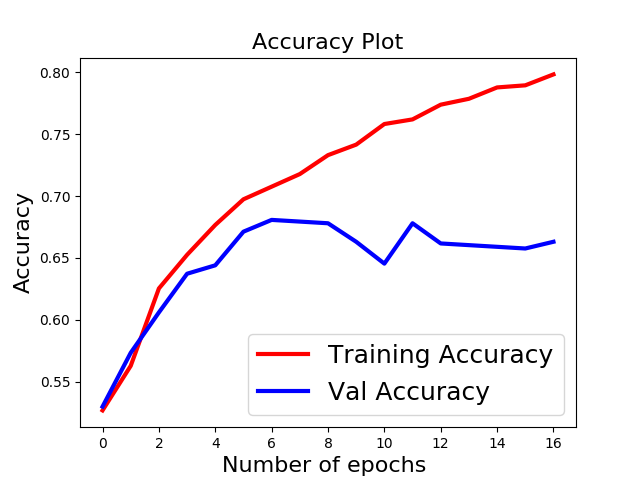 Accuracy Plot
0.80
0.75
0.70
0.65
0.60
0.55
Accuracy
Training Accuracy
Val Accuracy
0 2 4 6 8 10 12 14 16
Number of epochs